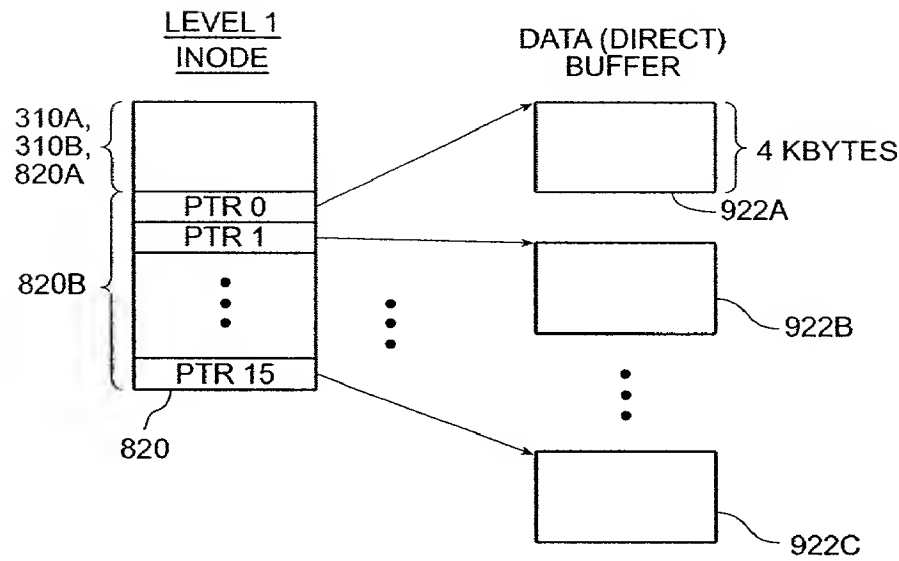 LEVEL 1
INODE
DATA (DIRECT)
BUFFER
310A,
310B,
820A
4 KBYTES
922A
PTR 0
PTR 1
820B
922B
PTR 15
820
922C